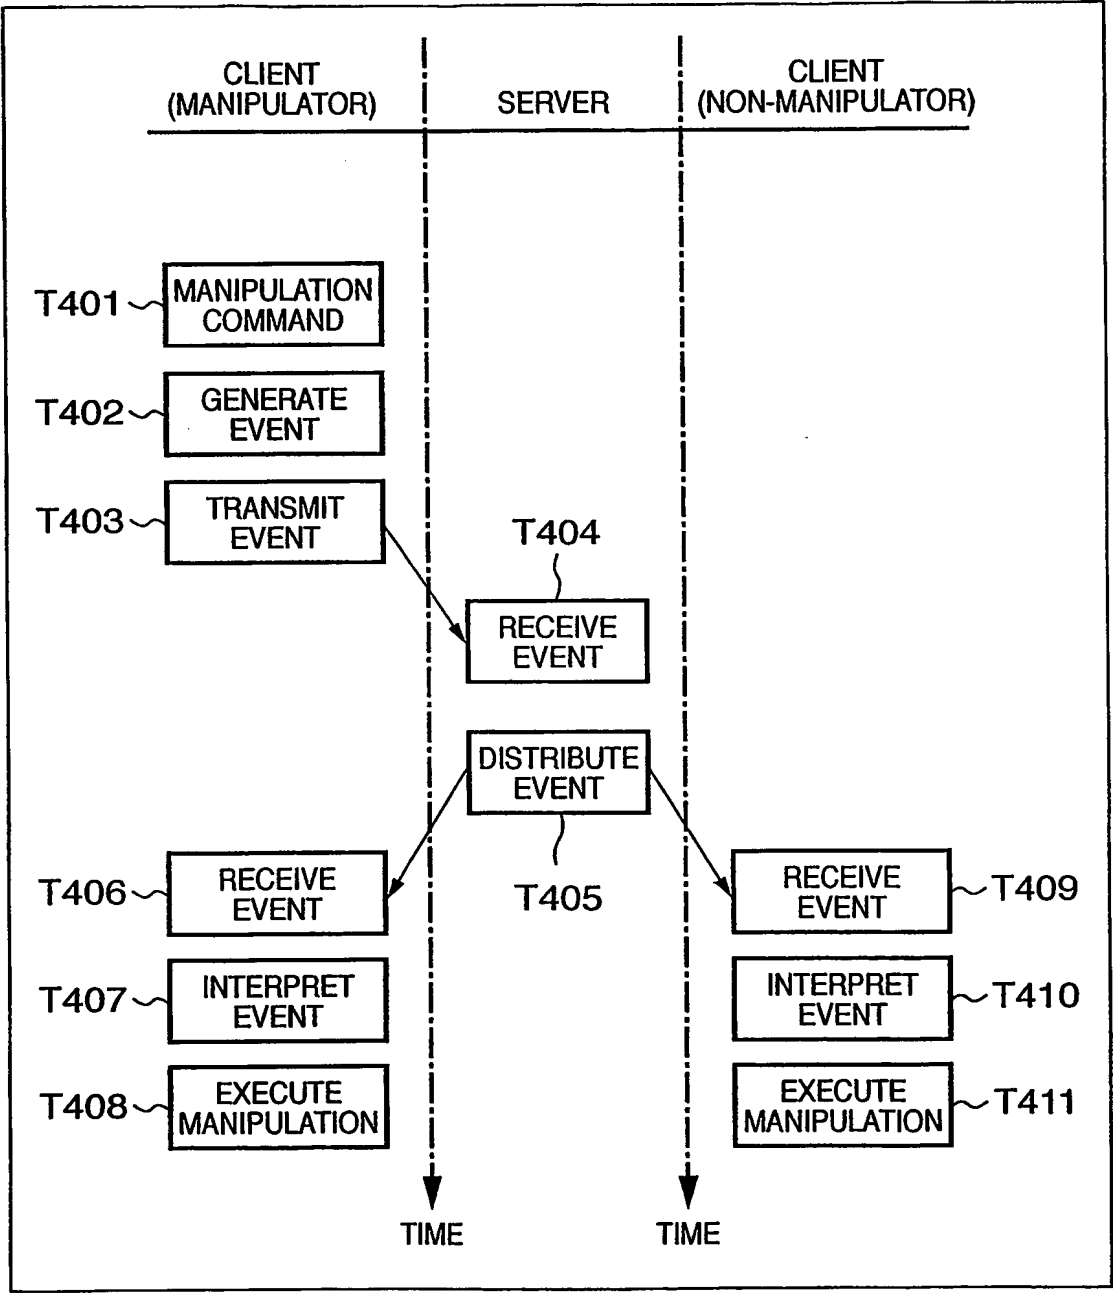 CLIENT
(MANIPULATOR)
SERVER
CLIENT
(NON-MANIPULATOR)
T401
MANIPULATION
COMMAND
T402
GENERATE
EVENT
T403
TRANSMIT
EVENT
T404
RECEIVE
EVENT
DISTRIBUTE
EVENT
T405
T406
RECEIVE
EVENT
RECEIVE
EVENT
T409
T407
INTERPRET
EVENT
INTERPRET
EVENT
T410
T408
EXECUTE
MANIPULATION
EXECUTE
MANIPULATION
T411
TIME
TIME